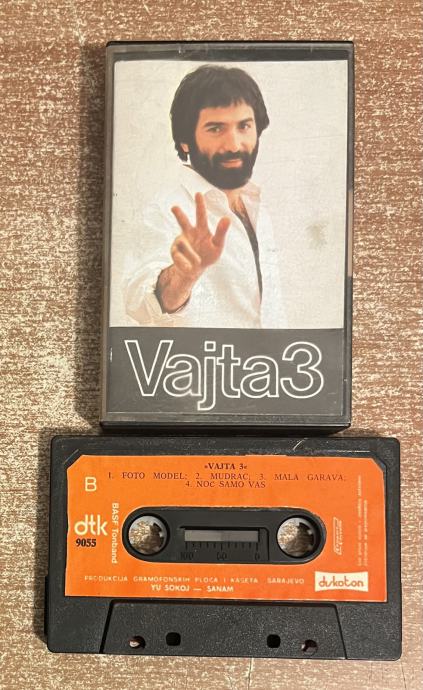 Vajta3
»VAJTA 3«
1. FOTO MODEL; 2. MUDRAC; 3. MALA GARAVA;
4. NOĆ SAMO VAS
B
dtk
9055
BASF Tonband
100 50 0
PRODUKCIJA GRAMOFONSKIH PLOČA I KASETA SARAJEVO
YU SOKOJ — SANAM
diskoton